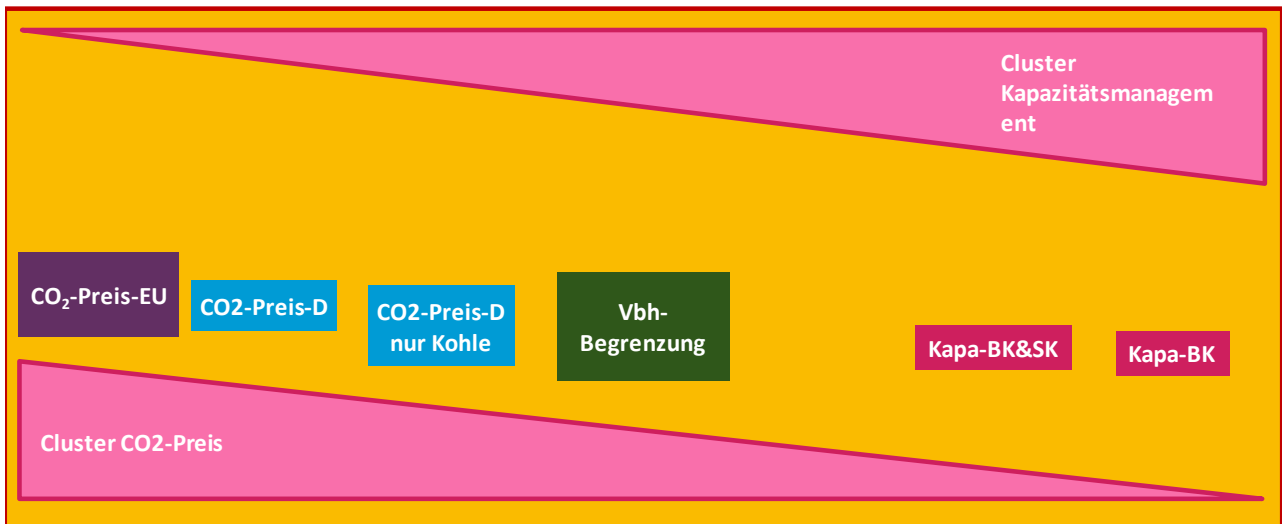 Cluster
Kapazitätsmanagem
ent
CO₂-Preis-EU
CO2-Preis-D
CO2-Preis-D
nur Kohle
Vbh-
Begrenzung
Kapa-BK&SK
Kapa-BK
Cluster CO2-Preis